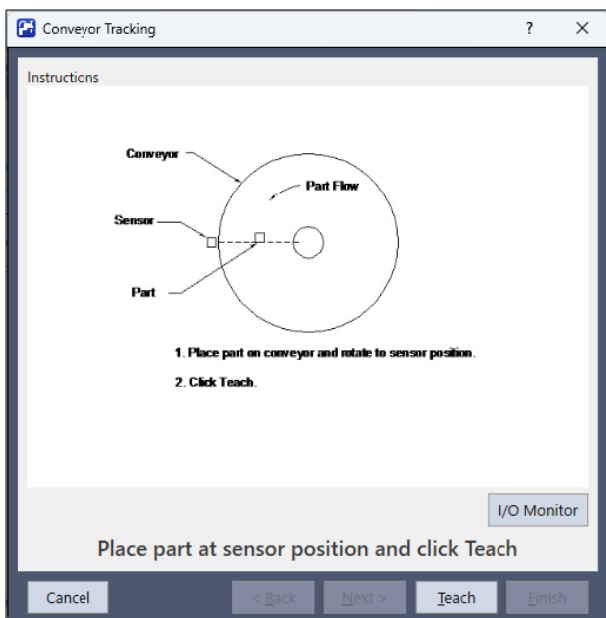 Conveyor Tracking ? ×
Instructions
Conveyor
Part Flow
Sensor
Part
1. Place part on conveyor and rotate to sensor position.
2. Click Teach.
I/O Monitor
Place part at sensor position and click Teach
Cancel < Back Next > Teach Finish